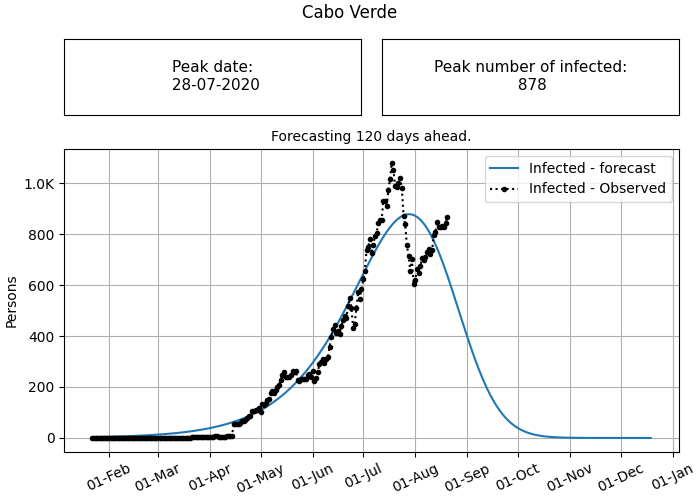 Cabo Verde
Peak date:
28-07-2020
Peak number of infected:
878
Forecasting 120 days ahead.
Infected - forecast
Infected - Observed
Persons
1.0K
800
600
400
200
0
01-Feb
01-Mar
01-Apr
01-May
01-Jun
01-Jul
01-Aug
01-Sep
01-Oct
01-Nov
01-Dec
01-Jan